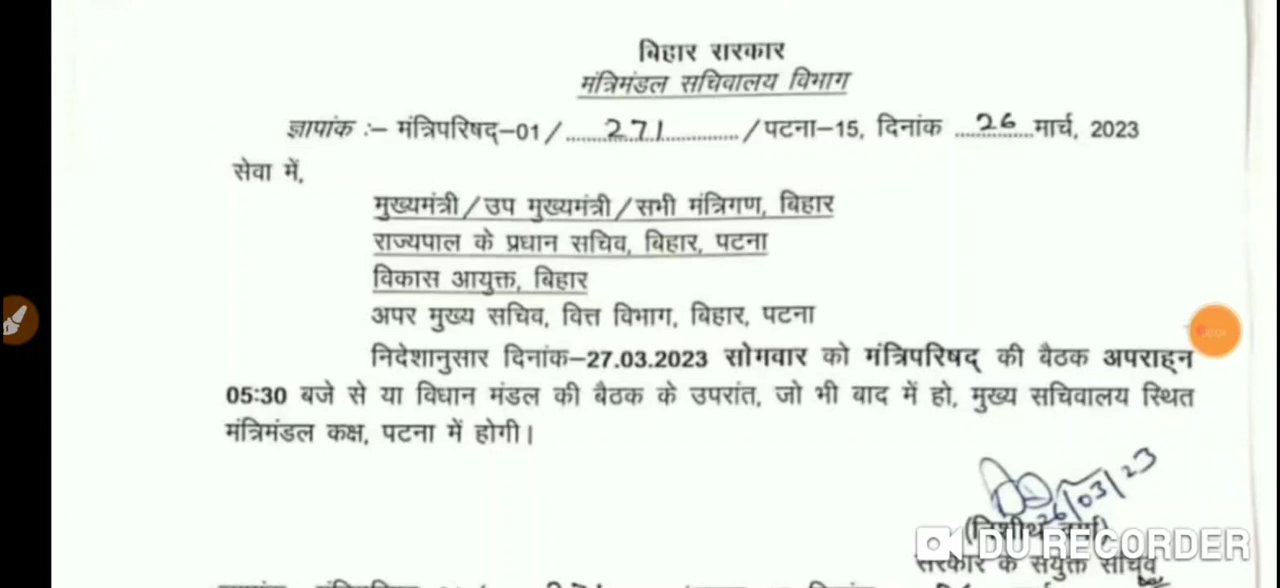 बिहार सरकार
मंत्रिमंडल सचिवालय विभाग
ज्ञापांक :– मंत्रिपरिषद्–01 / 271 / पटना–15, दिनांक 26 मार्च, 2023
सेवा में,
मुख्यमंत्री/उप मुख्यमंत्री/सभी मंत्रिगण, बिहार
राज्यपाल के प्रधान सचिव, बिहार, पटना
विकास आयुक्त, बिहार
अपर मुख्य सचिव, वित्त विभाग, बिहार, पटना
निदेशानुसार दिनांक–27.03.2023 सोमवार को मंत्रिपरिषद् की बैठक अपराह्न
05:30 बजे से या विधान मंडल की बैठक के उपरांत, जो भी बाद में हो, मुख्य सचिवालय स्थित
मंत्रिमंडल कक्ष, पटना में होगी।
26/03/23
(निशीथ वर्मा)
DU RECORDER
सरकार के संयुक्त सचिव